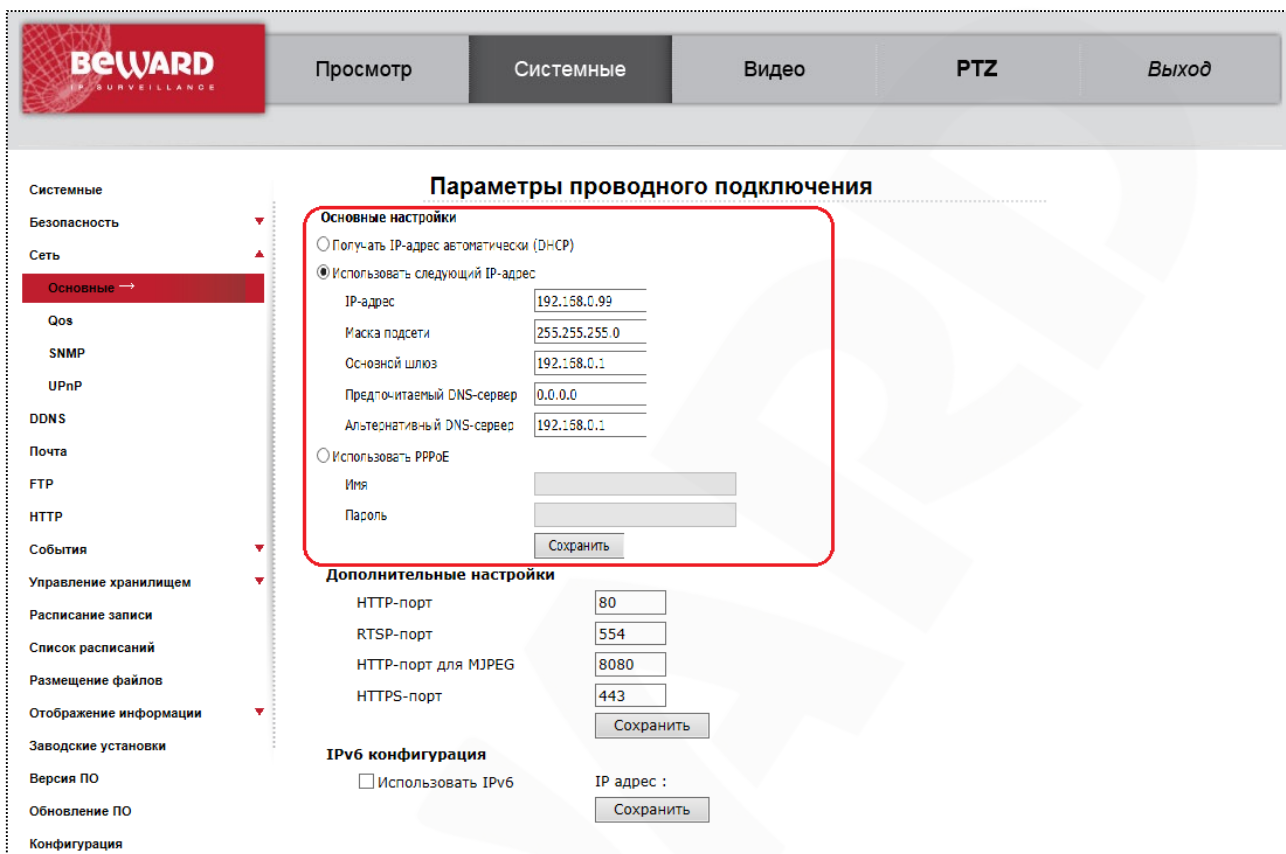 BEWARD
IP SURVEILLANCE
Просмотр
Системные
Видео
PTZ
Выход
Системные
Безопасность
Сеть
Основные →
Qos
SNMP
UPnP
DDNS
Почта
FTP
HTTP
События
Управление хранилищем
Расписание записи
Список расписаний
Размещение файлов
Отображение информации
Заводские установки
Версия ПО
Обновление ПО
Конфигурация
Параметры проводного подключения
Основные настройки
Получать IP-адрес автоматически (DHCP)
Использовать следующий IP-адрес
IP-адрес 192.168.0.99
Маска подсети 255.255.255.0
Основной шлюз 192.168.0.1
Предпочитаемый DNS-сервер 0.0.0.0
Альтернативный DNS-сервер 192.168.0.1
Использовать PPPoE
Имя
Пароль
Сохранить
Дополнительные настройки
HTTP-порт 80
RTSP-порт 554
HTTP-порт для MJPEG 8080
HTTPS-порт 443
Сохранить
IPv6 конфигурация
Использовать IPv6 IP адрес :
Сохранить